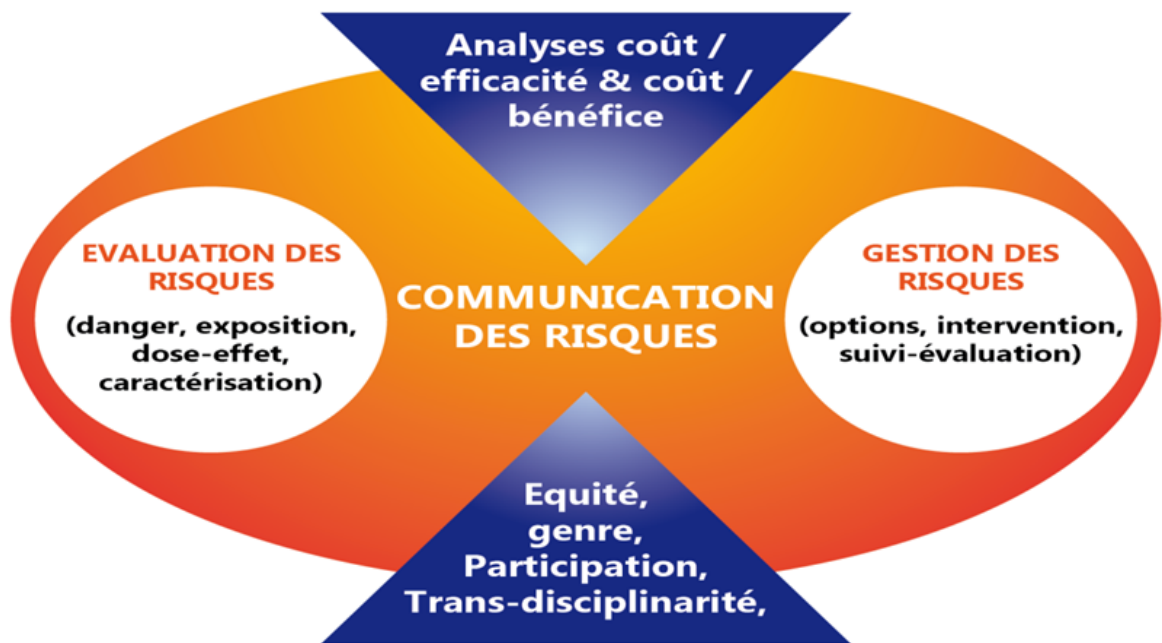 Analyses coût /
efficacité & coût /
bénéfice
EVALUATION DES
RISQUES
(danger, exposition,
dose-effet,
caractérisation)
COMMUNICATION
DES RISQUES
GESTION DES
RISQUES
(options, intervention,
suivi-évaluation)
Equité,
genre,
Participation,
Trans-disciplinarité,